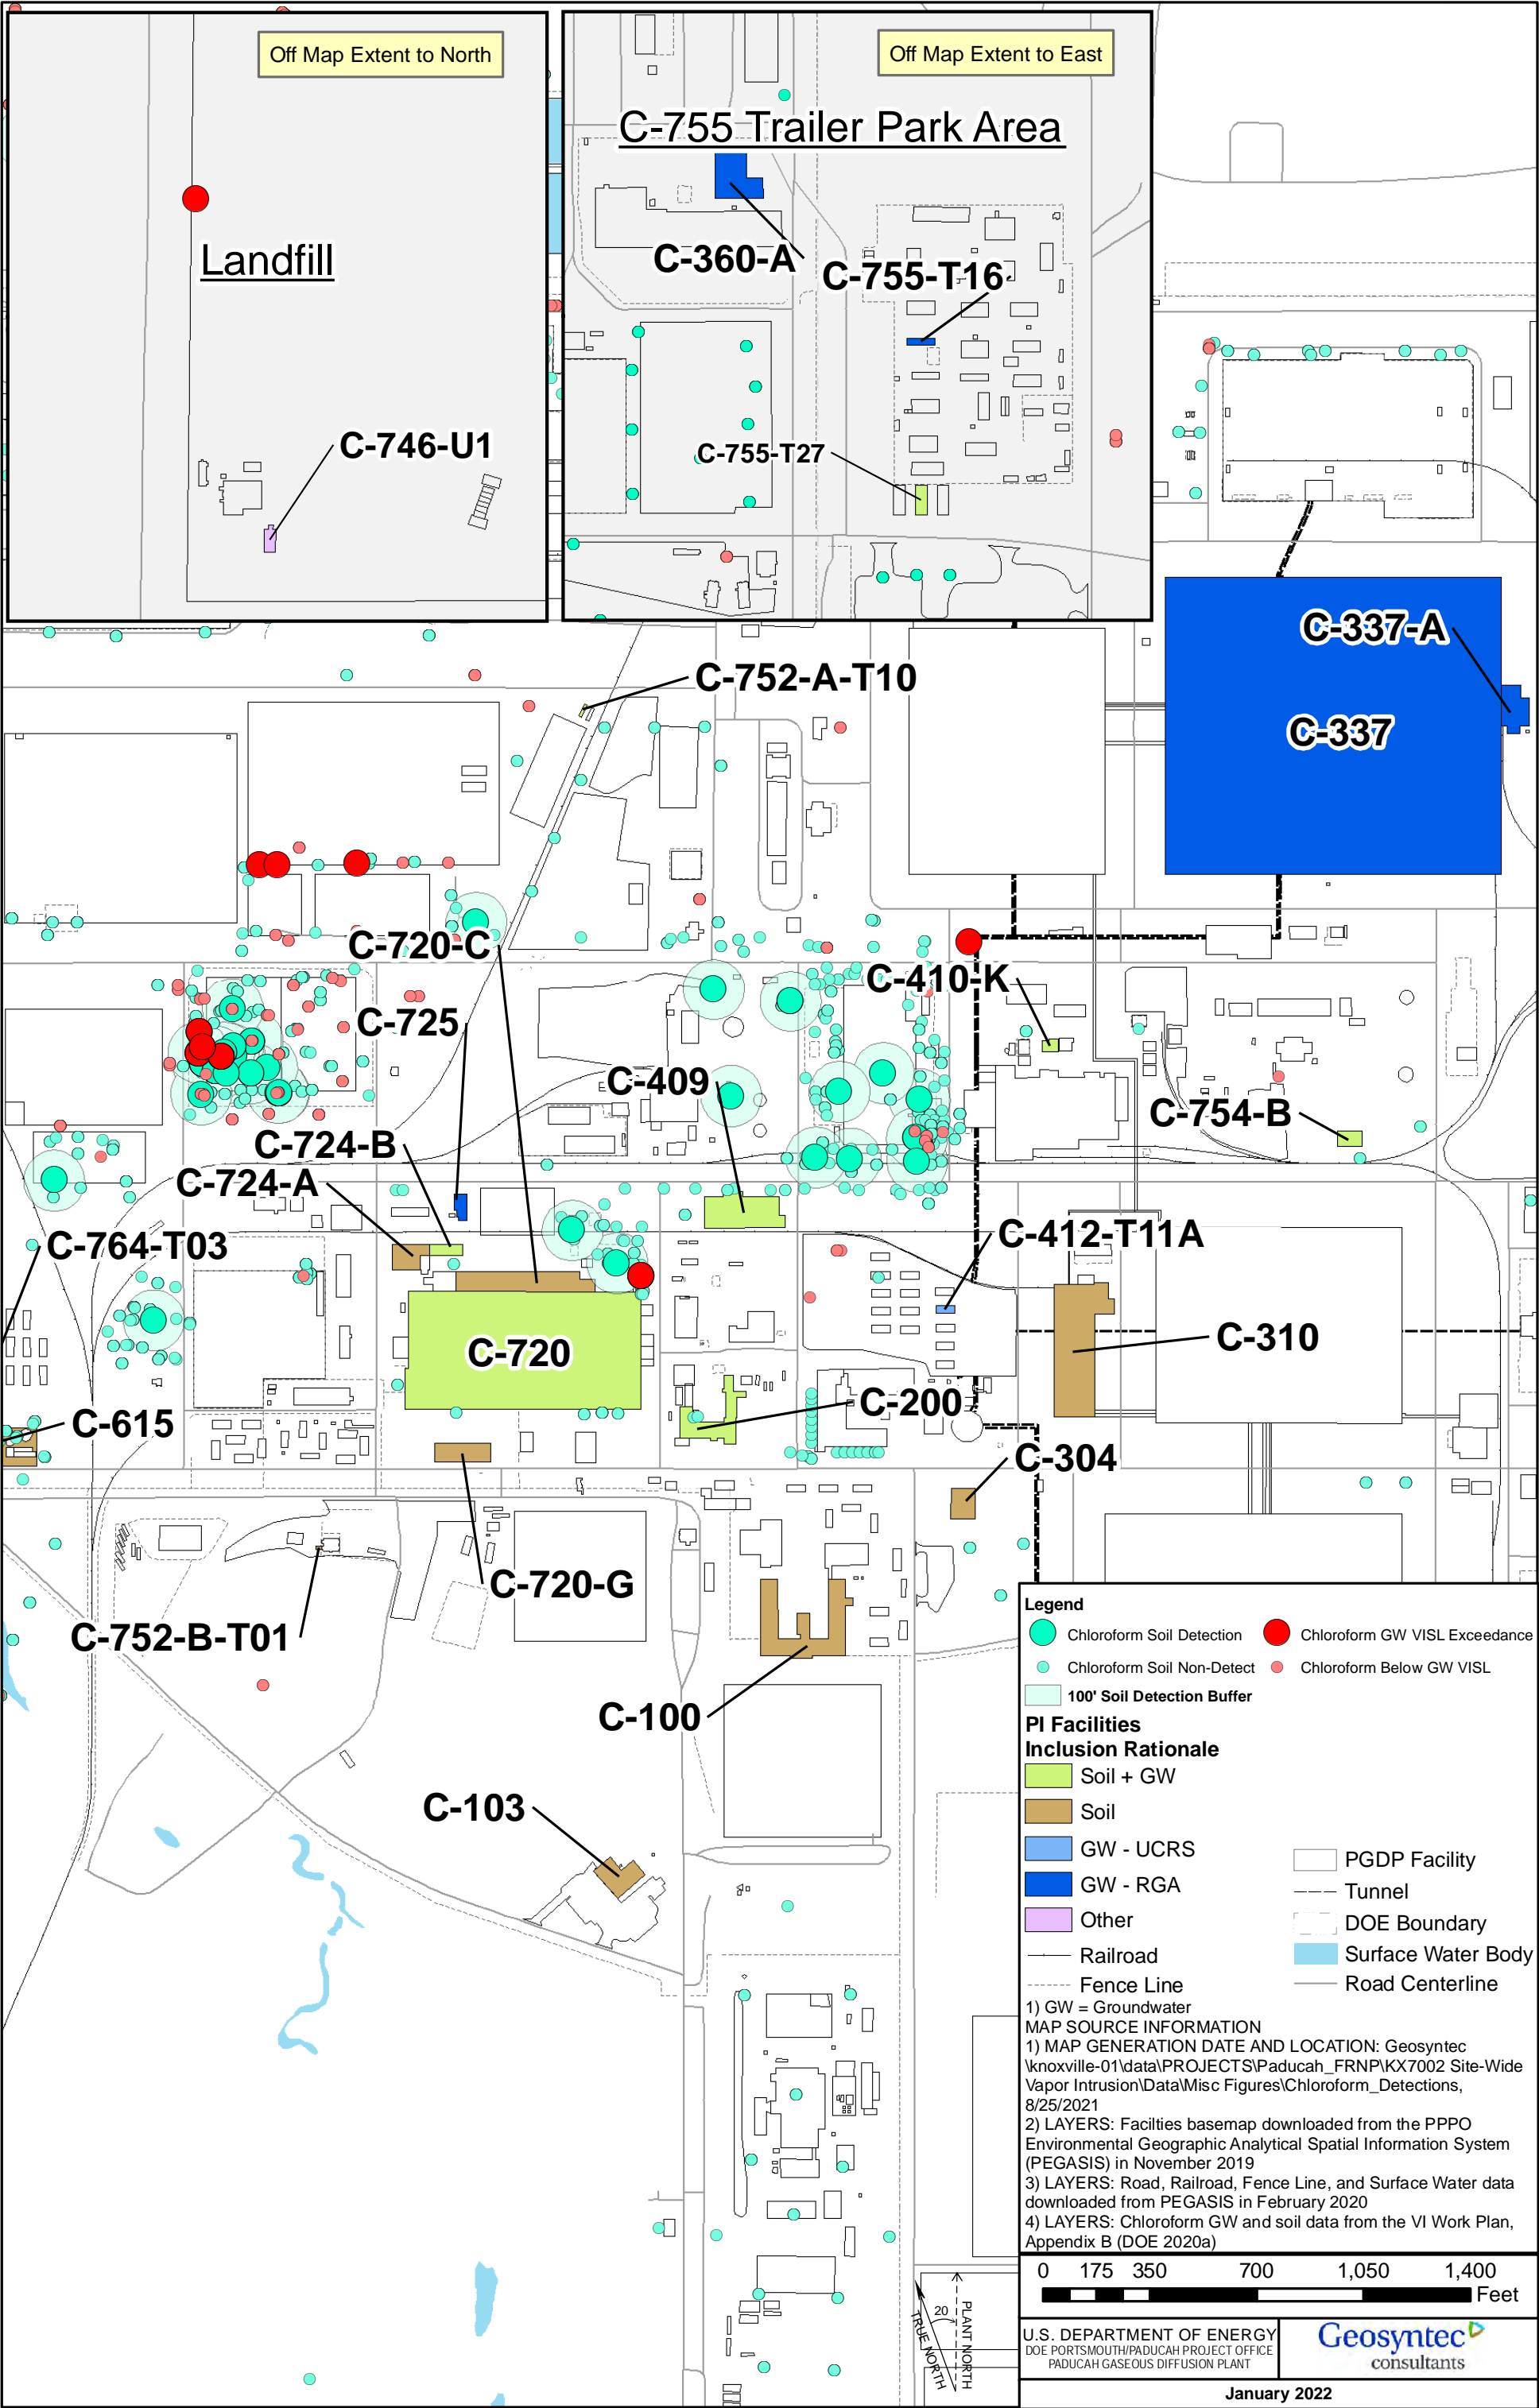 Off Map Extent to North
Landfill
C-746-U1
Off Map Extent to East
C-755 Trailer Park Area
C-360-A
C-755-T16
C-755-T27
C-337-A
C-337
C-752-A-T10
C-720-C
C-410-K
C-725
C-409
C-754-B
C-724-B
C-724-A
C-764-T03
C-412-T11A
C-720
C-310
C-200
C-615
C-304
C-720-G
C-752-B-T01
C-100
C-103
Legend
Chloroform Soil Detection
Chloroform GW VISL Exceedance
Chloroform Soil Non-Detect
Chloroform Below GW VISL
100' Soil Detection Buffer
PI Facilities
Inclusion Rationale
Soil + GW
Soil
GW - UCRS
GW - RGA
Other
Railroad
Fence Line
PGDP Facility
Tunnel
DOE Boundary
Surface Water Body
Road Centerline
1) GW = Groundwater
MAP SOURCE INFORMATION
1) MAP GENERATION DATE AND LOCATION: Geosyntec
\knoxville-01\data\PROJECTS\Paducah_FRNP\KX7002 Site-Wide
Vapor Intrusion\Data\Misc Figures\Chloroform_Detections,
8/25/2021
2) LAYERS: Facilties basemap downloaded from the PPPO
Environmental Geographic Analytical Spatial Information System
(PEGASIS) in November 2019
3) LAYERS: Road, Railroad, Fence Line, and Surface Water data
downloaded from PEGASIS in February 2020
4) LAYERS: Chloroform GW and soil data from the VI Work Plan,
Appendix B (DOE 2020a)
0 175 350 700 1,050 1,400
Feet
TRUE NORTH
20
PLANT NORTH
U.S. DEPARTMENT OF ENERGY
DOE PORTSMOUTH/PADUCAH PROJECT OFFICE
PADUCAH GASEOUS DIFFUSION PLANT
Geosyntec
consultants
January 2022